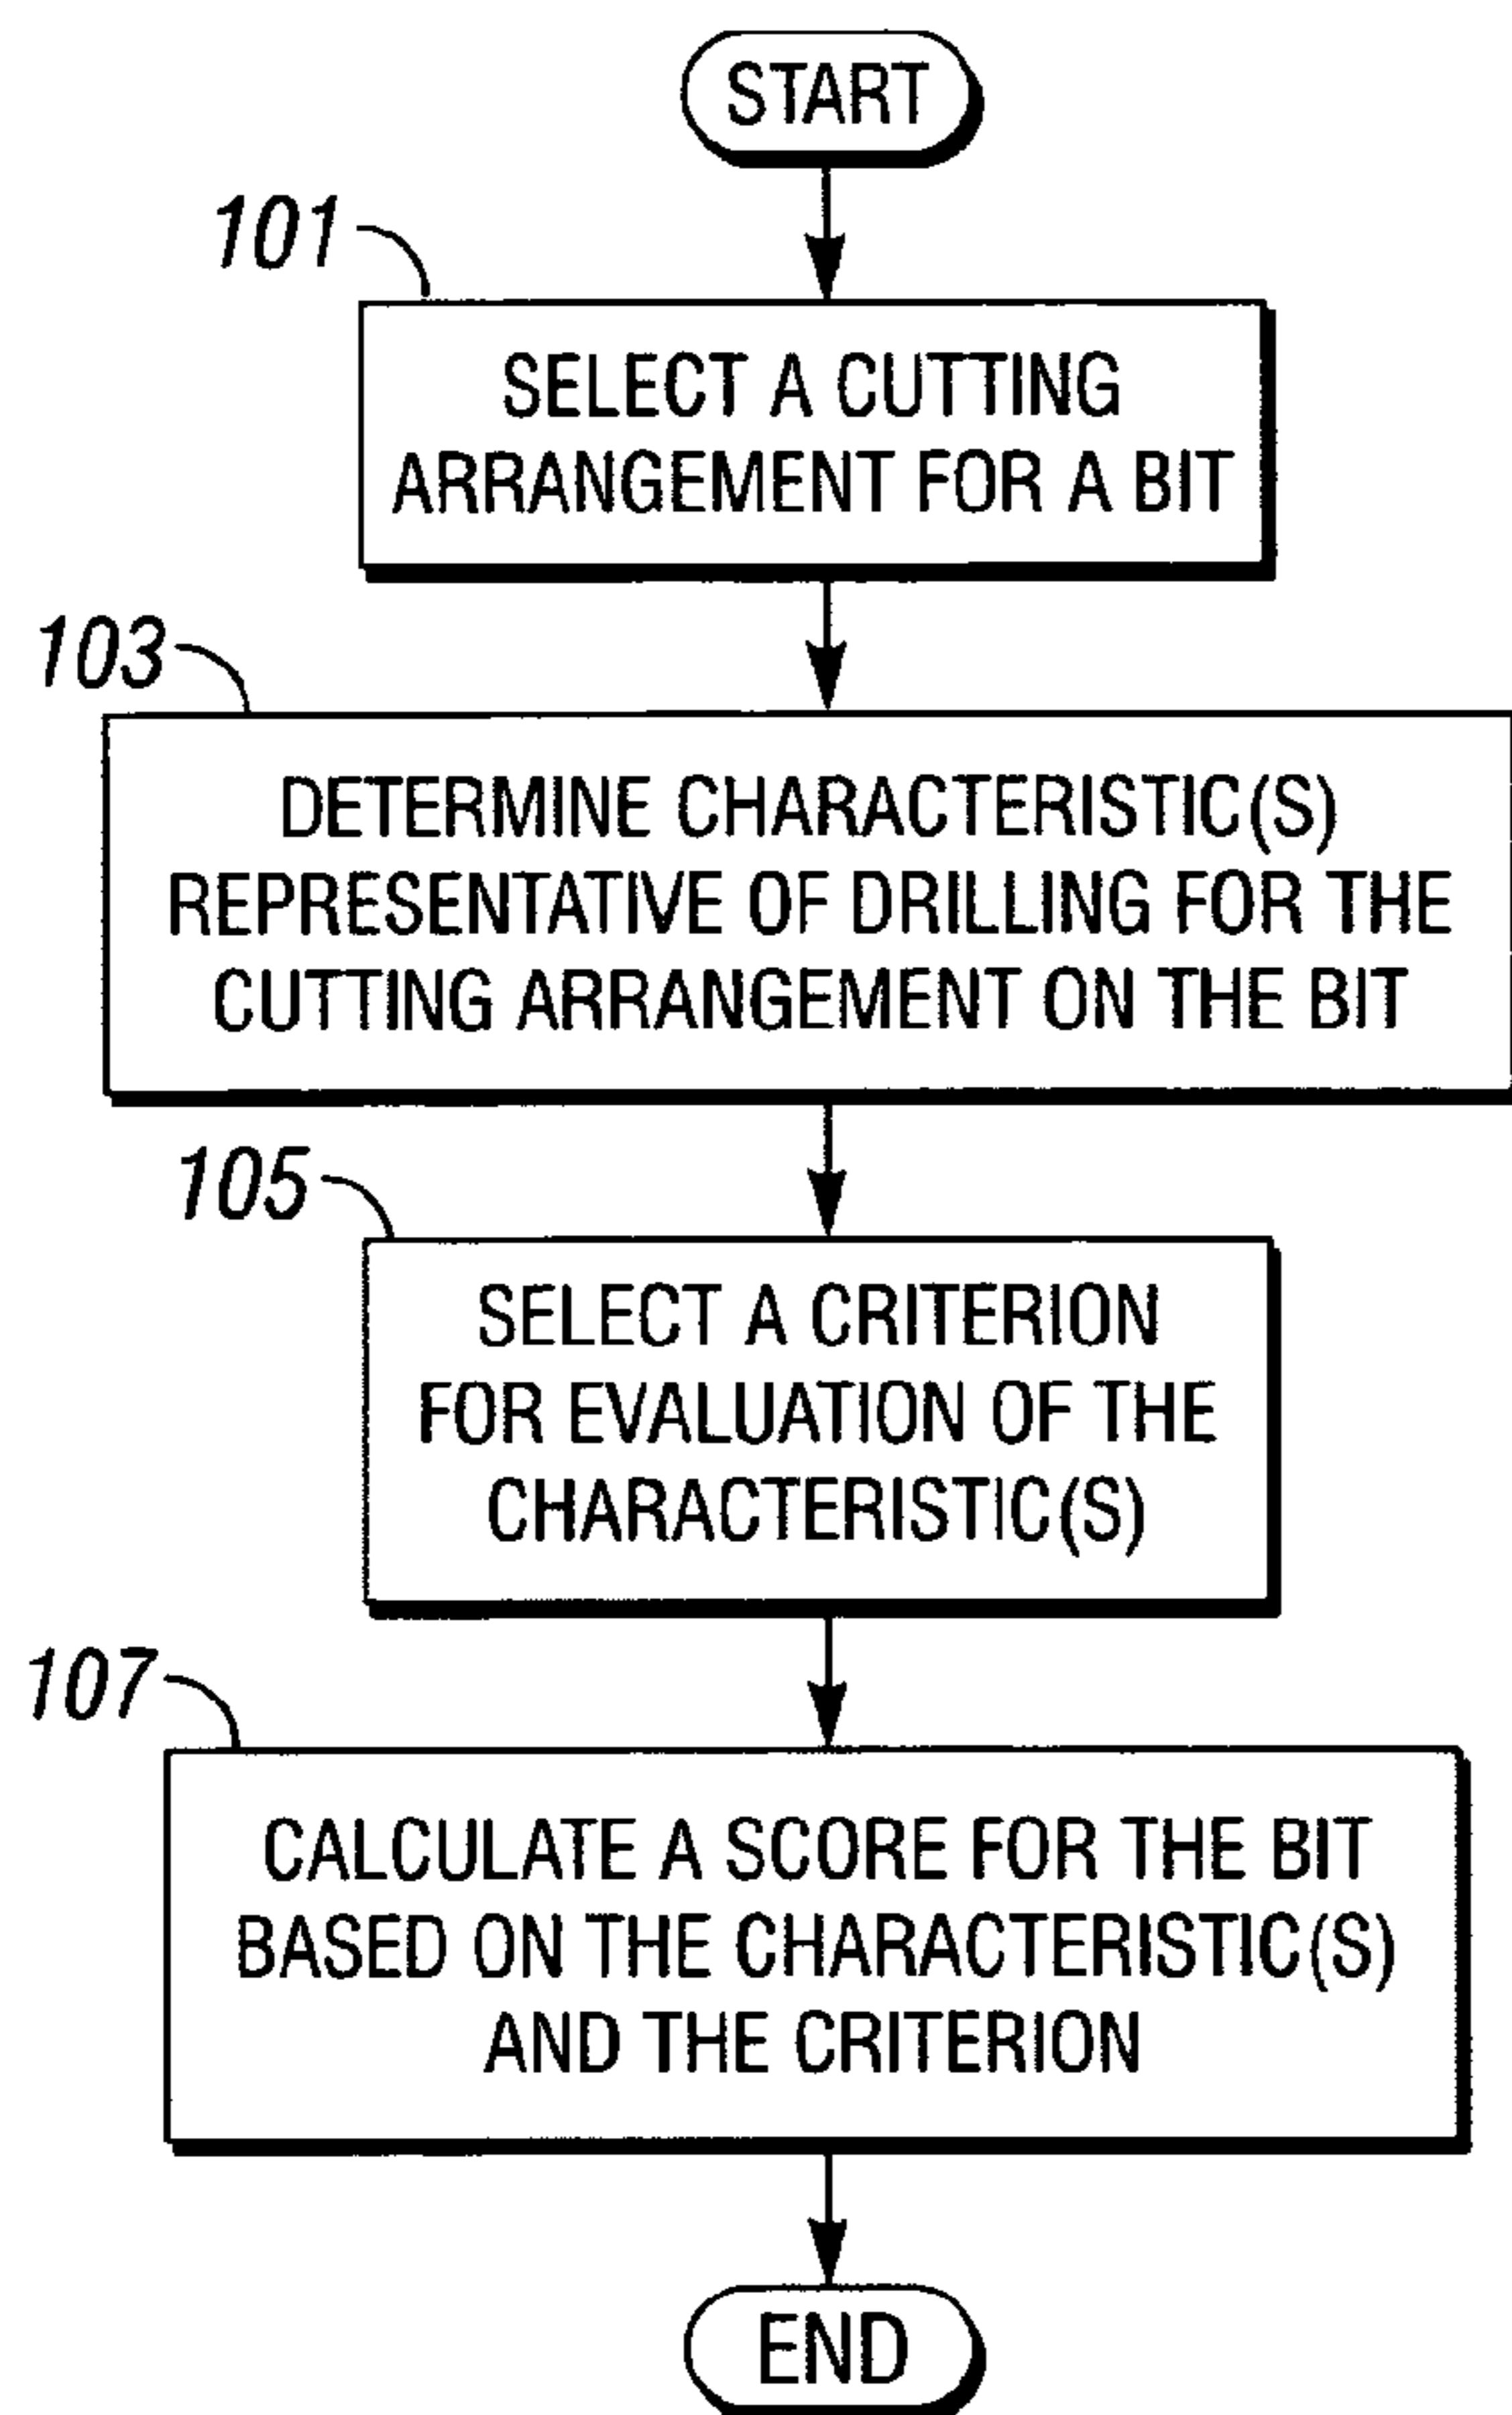 START
101
SELECT A CUTTING
ARRANGEMENT FOR A BIT
103
DETERMINE CHARACTERISTIC(S)
REPRESENTATIVE OF DRILLING FOR THE
CUTTING ARRANGEMENT ON THE BIT
105
SELECT A CRITERION
FOR EVALUATION OF THE
CHARACTERISTIC(S)
107
CALCULATE A SCORE FOR THE BIT
BASED ON THE CHARACTERISTIC(S)
AND THE CRITERION
END